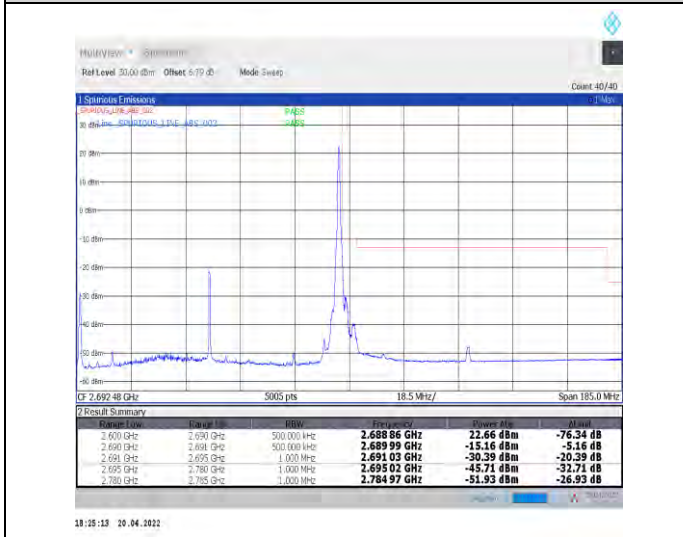 MultiView Spectrum
Ref Level 30.00 dBm Offset 6.79 dB Mode Sweep
Count 40/40
1 Spurious Emissions
_SPURIOUS_LINE_ABS_002 PASS
30 dBm Line _SPURIOUS_LINE_ABS_002 PASS
20 dBm
10 dBm
0 dBm
-10 dBm
-20 dBm
-30 dBm
-40 dBm
-50 dBm
-60 dBm
CF 2.692 48 GHz 5005 pts 18.5 MHz/ Span 185.0 MHz
2 Result Summary
Range Low Range Up RBW Frequency Power Abs ΔLimit
2.600 GHz 2.690 GHz 500.000 kHz 2.688 86 GHz 22.66 dBm -76.34 dB
2.690 GHz 2.691 GHz 500.000 kHz 2.689 99 GHz -15.16 dBm -5.16 dB
2.691 GHz 2.695 GHz 1.000 MHz 2.691 03 GHz -30.39 dBm -20.39 dB
2.695 GHz 2.780 GHz 1.000 MHz 2.695 02 GHz -45.71 dBm -32.71 dB
2.780 GHz 2.785 GHz 1.000 MHz 2.784 97 GHz -51.93 dBm -26.93 dB
18:25:13 20.04.2022